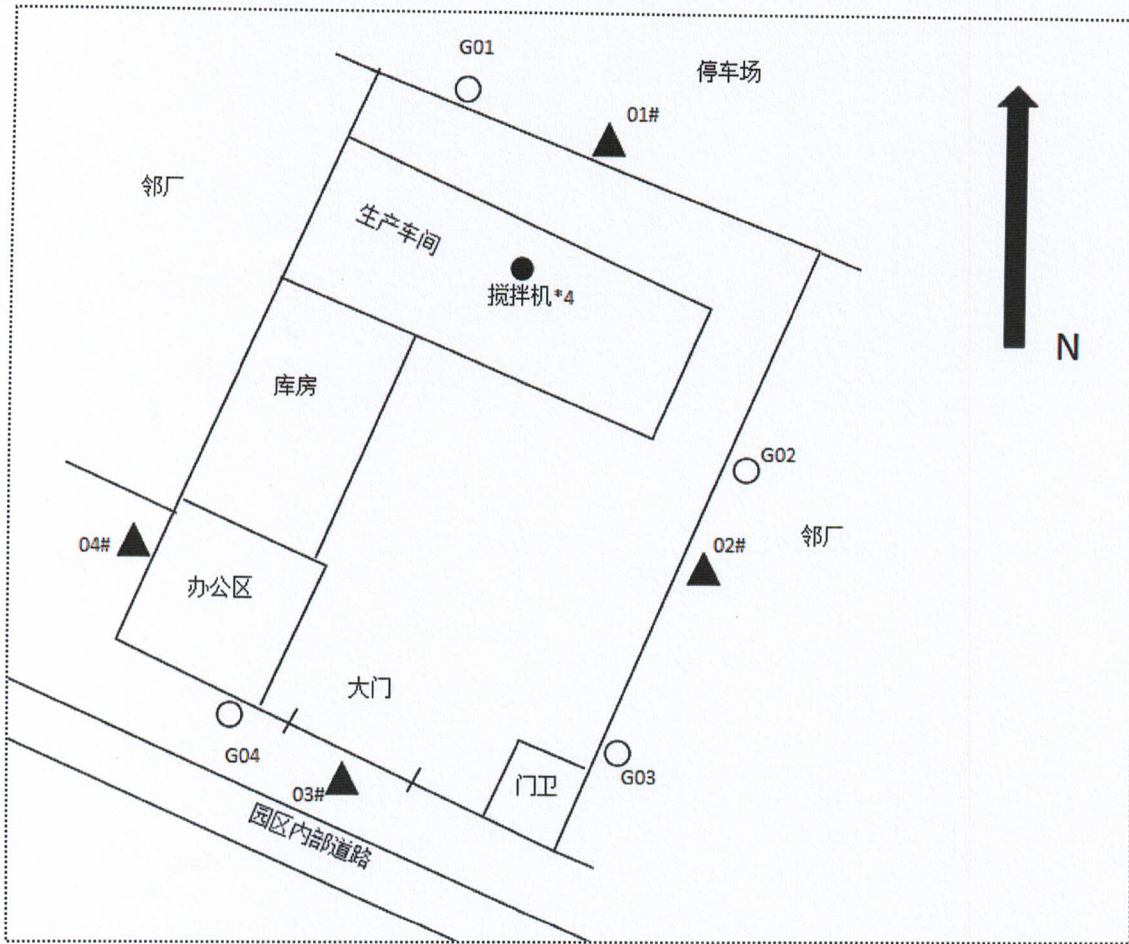 G01
停车场
01#
邻厂
生产车间
搅拌机*4
N
库房
G02
04#
02#
邻厂
办公区
大门
G04
03#
门卫
G03
园区内部道路